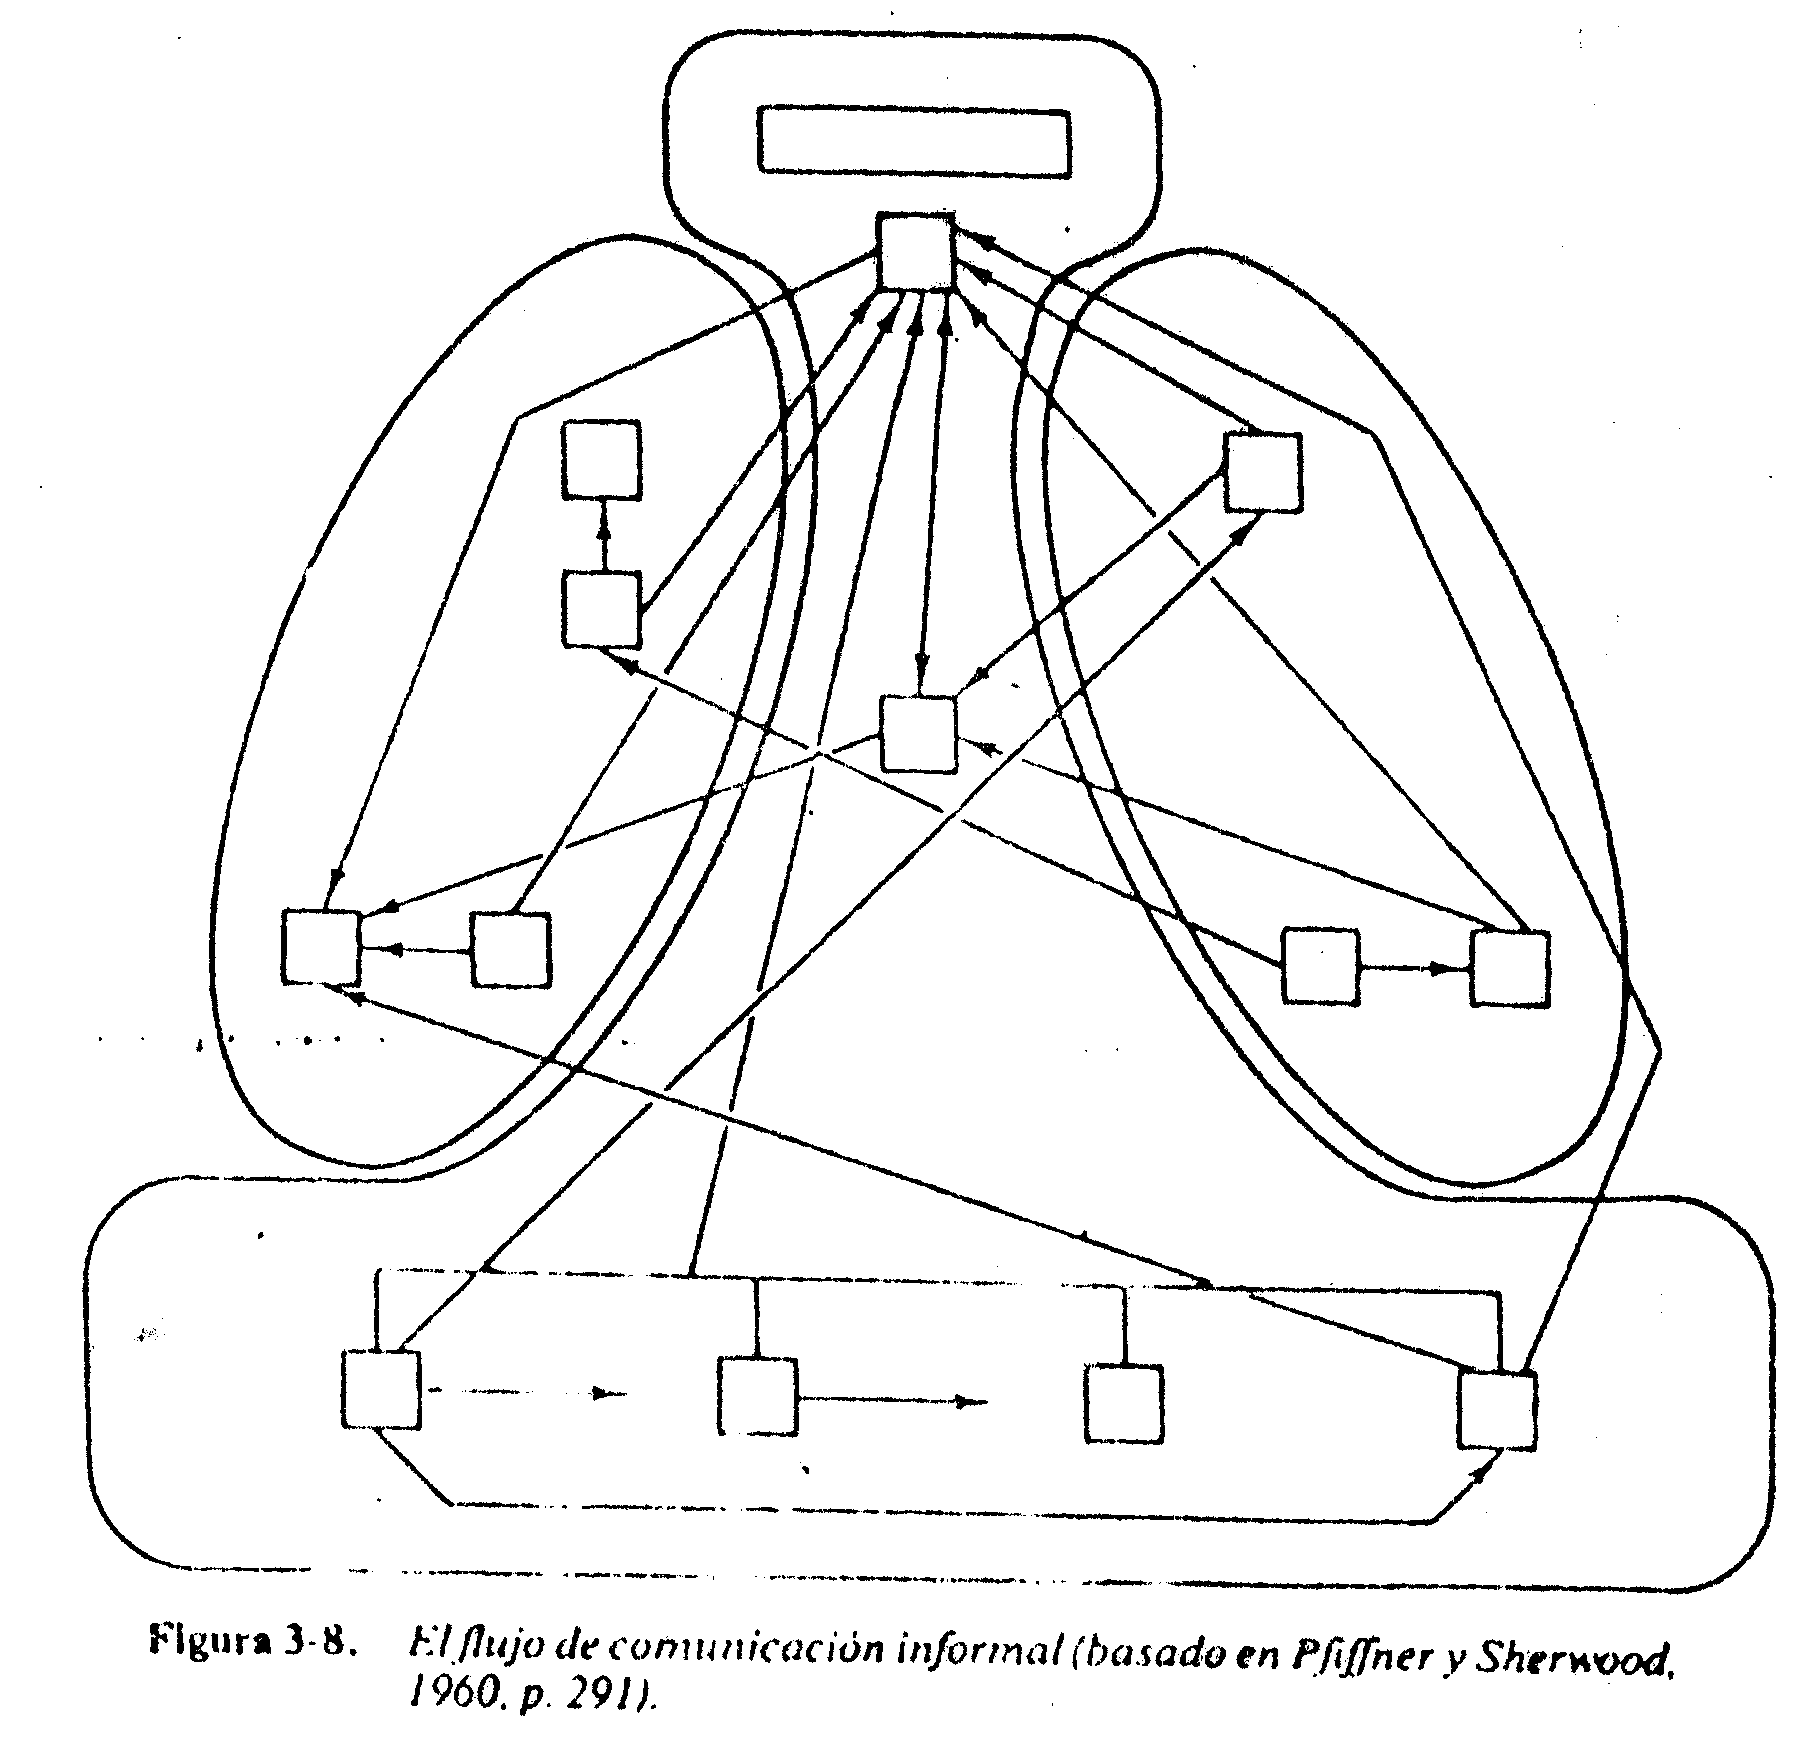 Figura 3-8. El flujo de comunicación informal (basado en Pfiffner y Sherwood,
1960, p. 291).